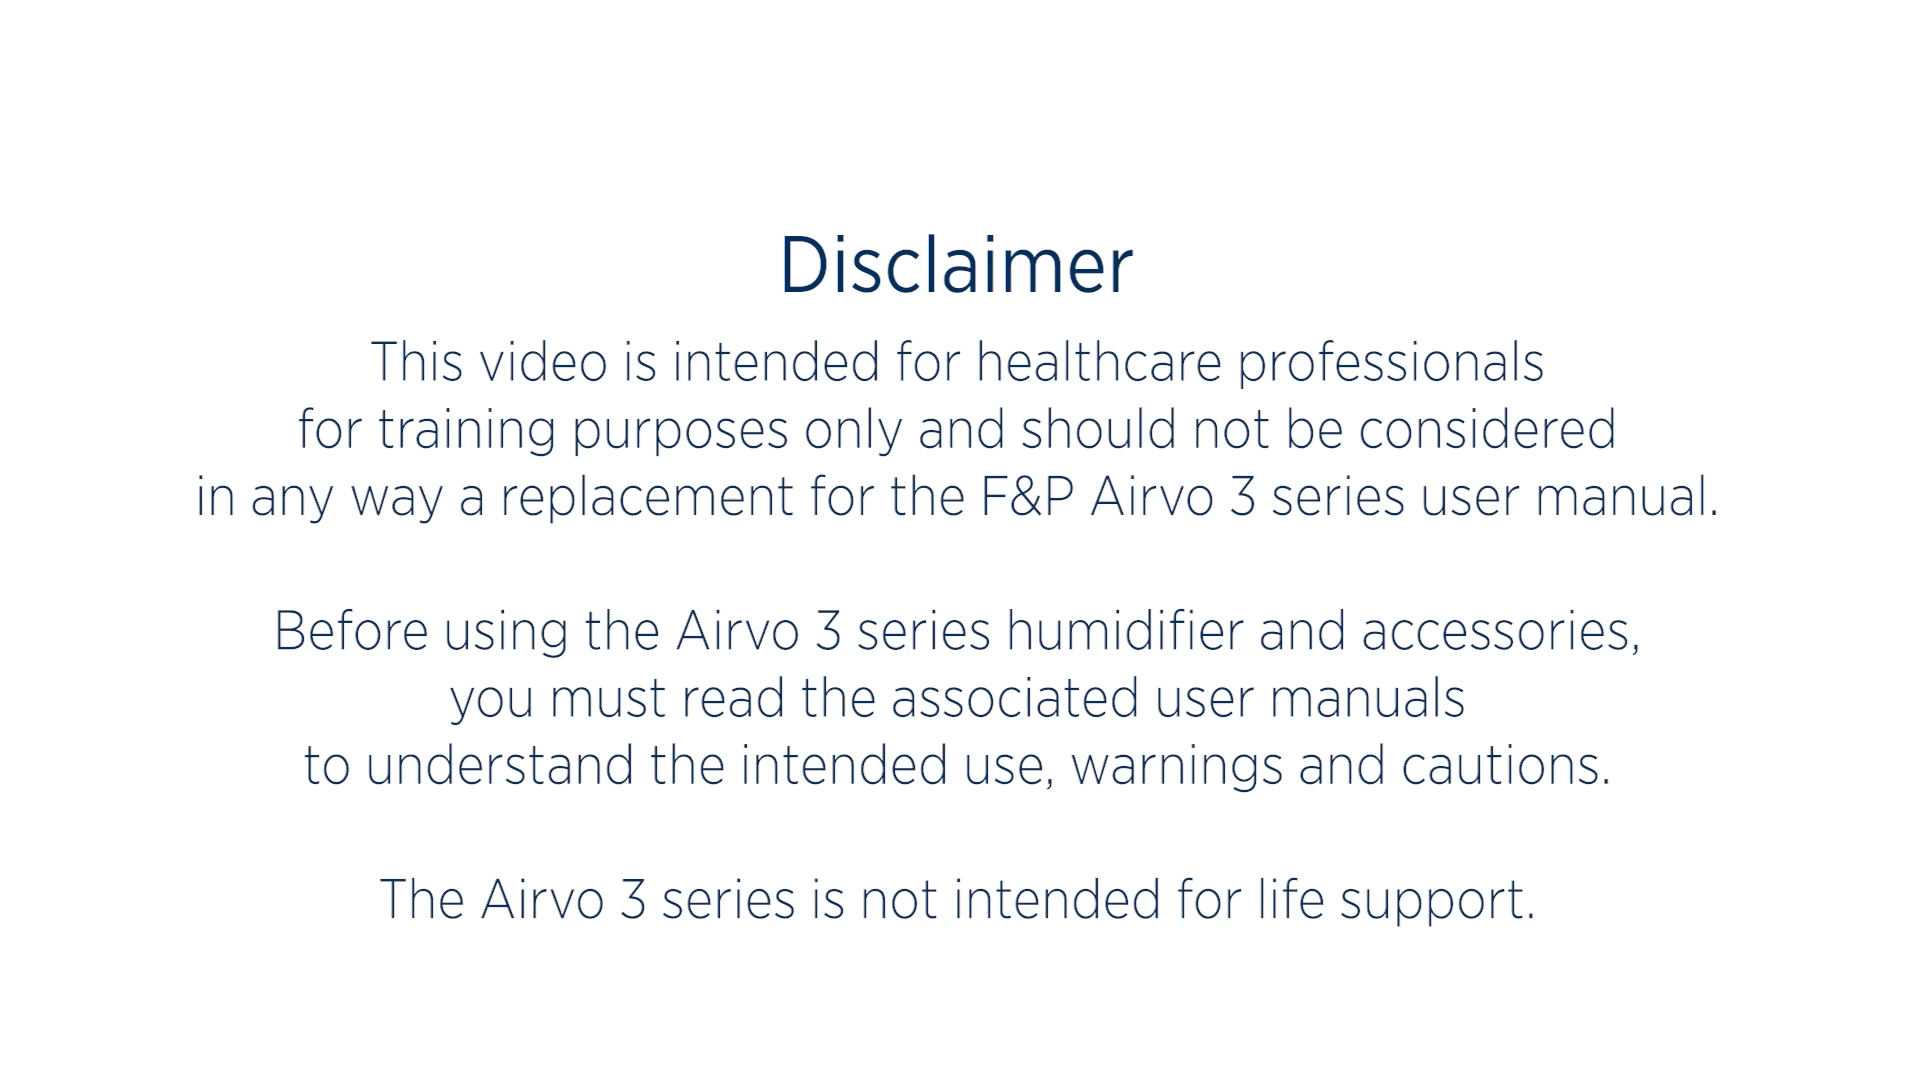 Disclaimer
This video is intended for healthcare professionals
for training purposes only and should not be considered
in any way a replacement for the F&P Airvo 3 series user manual.
Before using the Airvo 3 series humidifier and accessories,
you must read the associated user manuals
to understand the intended use, warnings and cautions.
The Airvo 3 series is not intended for life support.